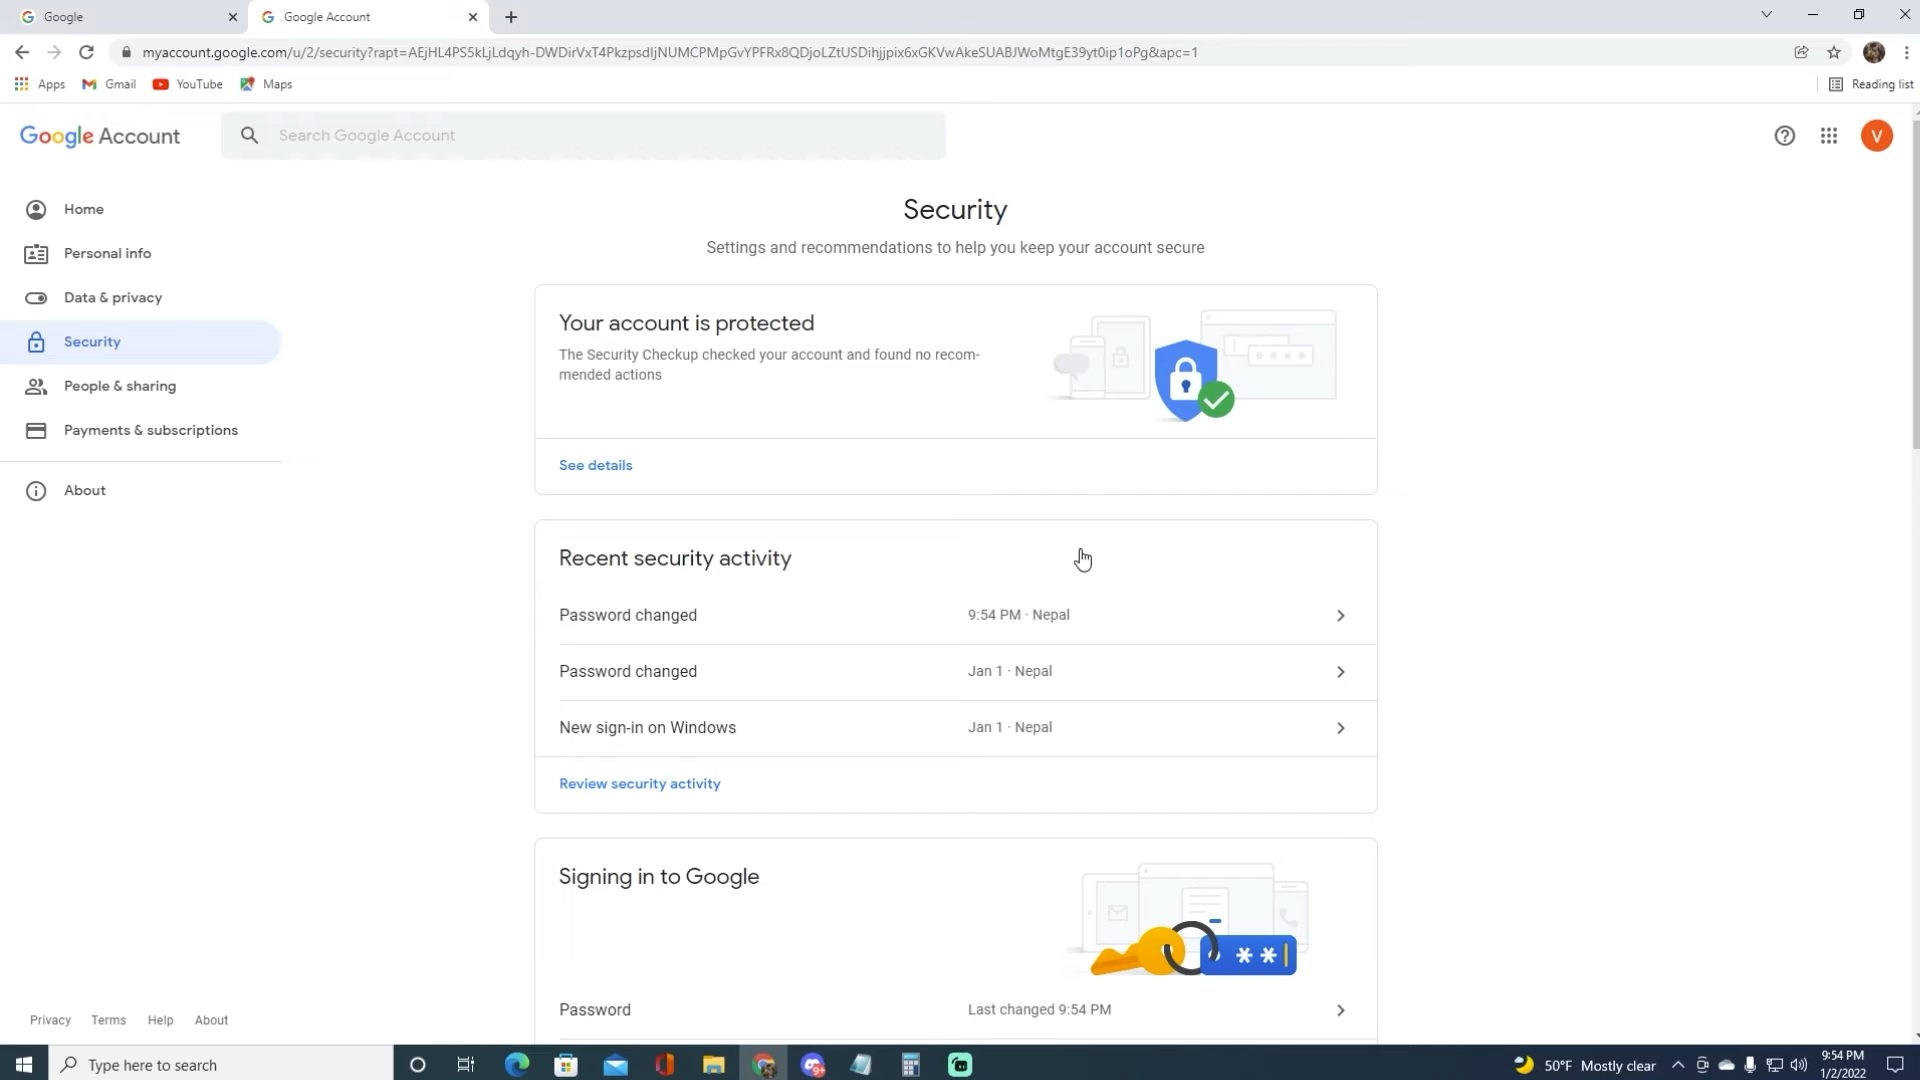 Google
Google Account
myaccount.google.com/u/2/security?rapt=AEjHL4PS5kLjLdqyh-DWDirVxT4PkzpsdIjNUMCPMpGvYPFRx8QDjoLZtUSDihjjpix6xGKVwAkeSUABJWoMtgE39yt0ip1oPg&apc=1
Apps
Gmail
YouTube
Maps
Reading list
Google Account
Search Google Account
V
Home
Personal info
Data & privacy
Security
People & sharing
Payments & subscriptions
About
Security
Settings and recommendations to help you keep your account secure
Your account is protected
The Security Checkup checked your account and found no recom-
mended actions
See details
Recent security activity
Password changed 9:54 PM · Nepal
Password changed Jan 1 · Nepal
New sign-in on Windows Jan 1 · Nepal
Review security activity
Signing in to Google
Password Last changed 9:54 PM
Privacy Terms Help About
Type here to search
9+
50°F Mostly clear
9:54 PM
1/2/2022